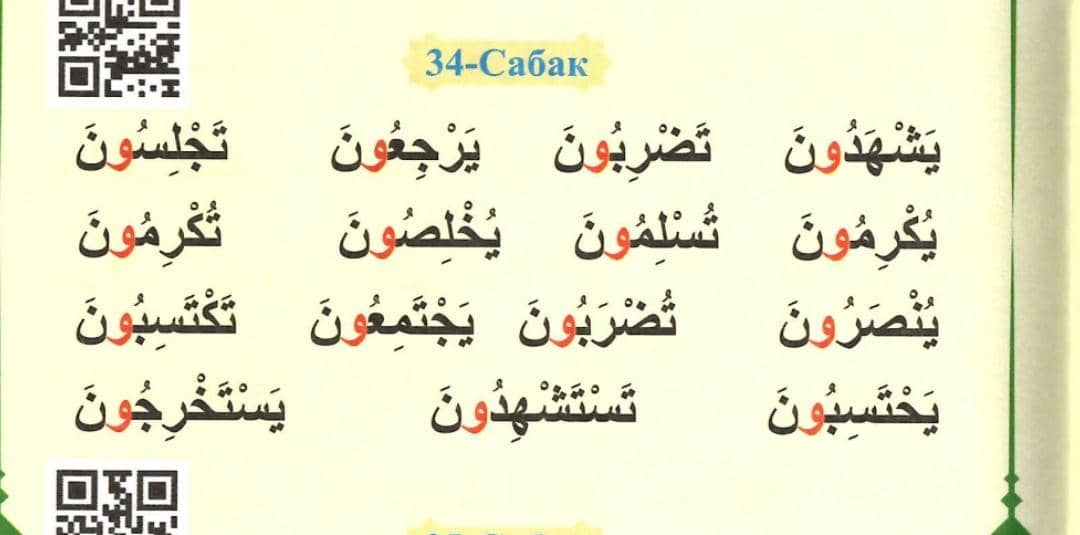 34-Сабак
يَشْهَدُونَ تَضْرِبُونَ يَرْجِعُونَ تَجْلِسُونَ
يُكْرِمُونَ تُسْلِمُونَ يُخْلِصُونَ تُكْرِمُونَ
يُنْصَرُونَ تُضْرَبُونَ يَجْتَمِعُونَ تَكْتَسِبُونَ
يَحْتَسِبُونَ تَسْتَشْهِدُونَ يَسْتَخْرِجُونَ